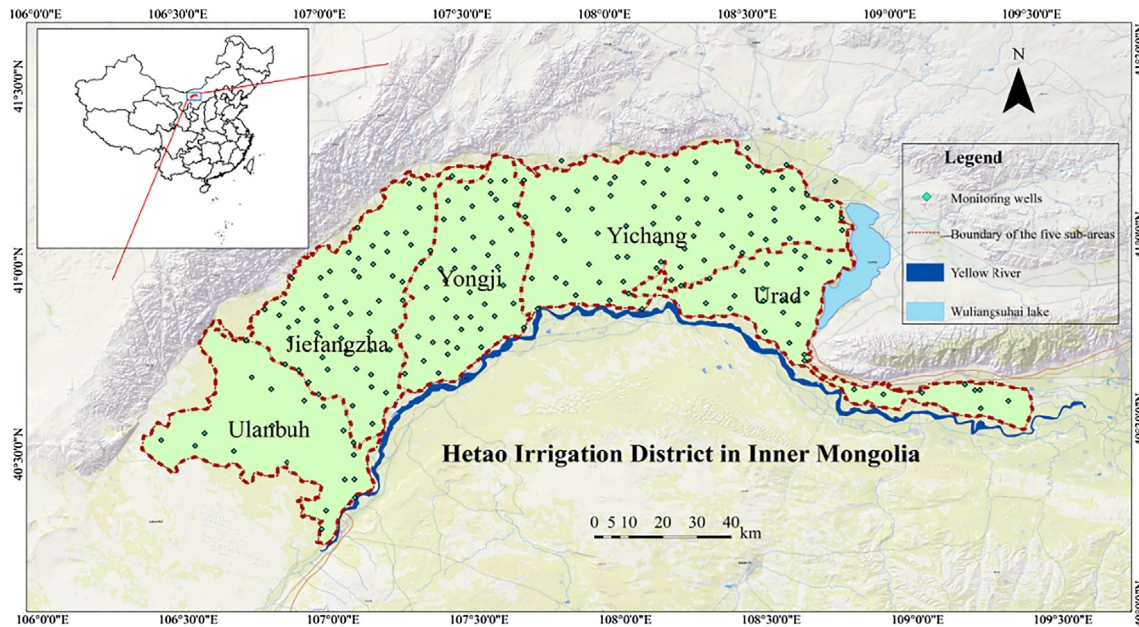 106°0'0"E 106°30'0"E 107°0'0"E 107°30'0"E 108°0'0"E 108°30'0"E 109°0'0"E 109°30'0"E
N
41°30'0"N
Legend
Monitoring wells
Boundary of the five sub-areas
Yellow River
Wuliangsuhai lake
Yichang
41°0'0"N
41°0'0"N
Yongji
Urad
Jiefangzha
Ulanbuh
40°30'0"N
Hetao Irrigation District in Inner Mongolia
0 5 10 20 30 40
km
106°0'0"E 106°30'0"E 107°0'0"E 107°30'0"E 108°0'0"E 108°30'0"E 109°0'0"E 109°30'0"E